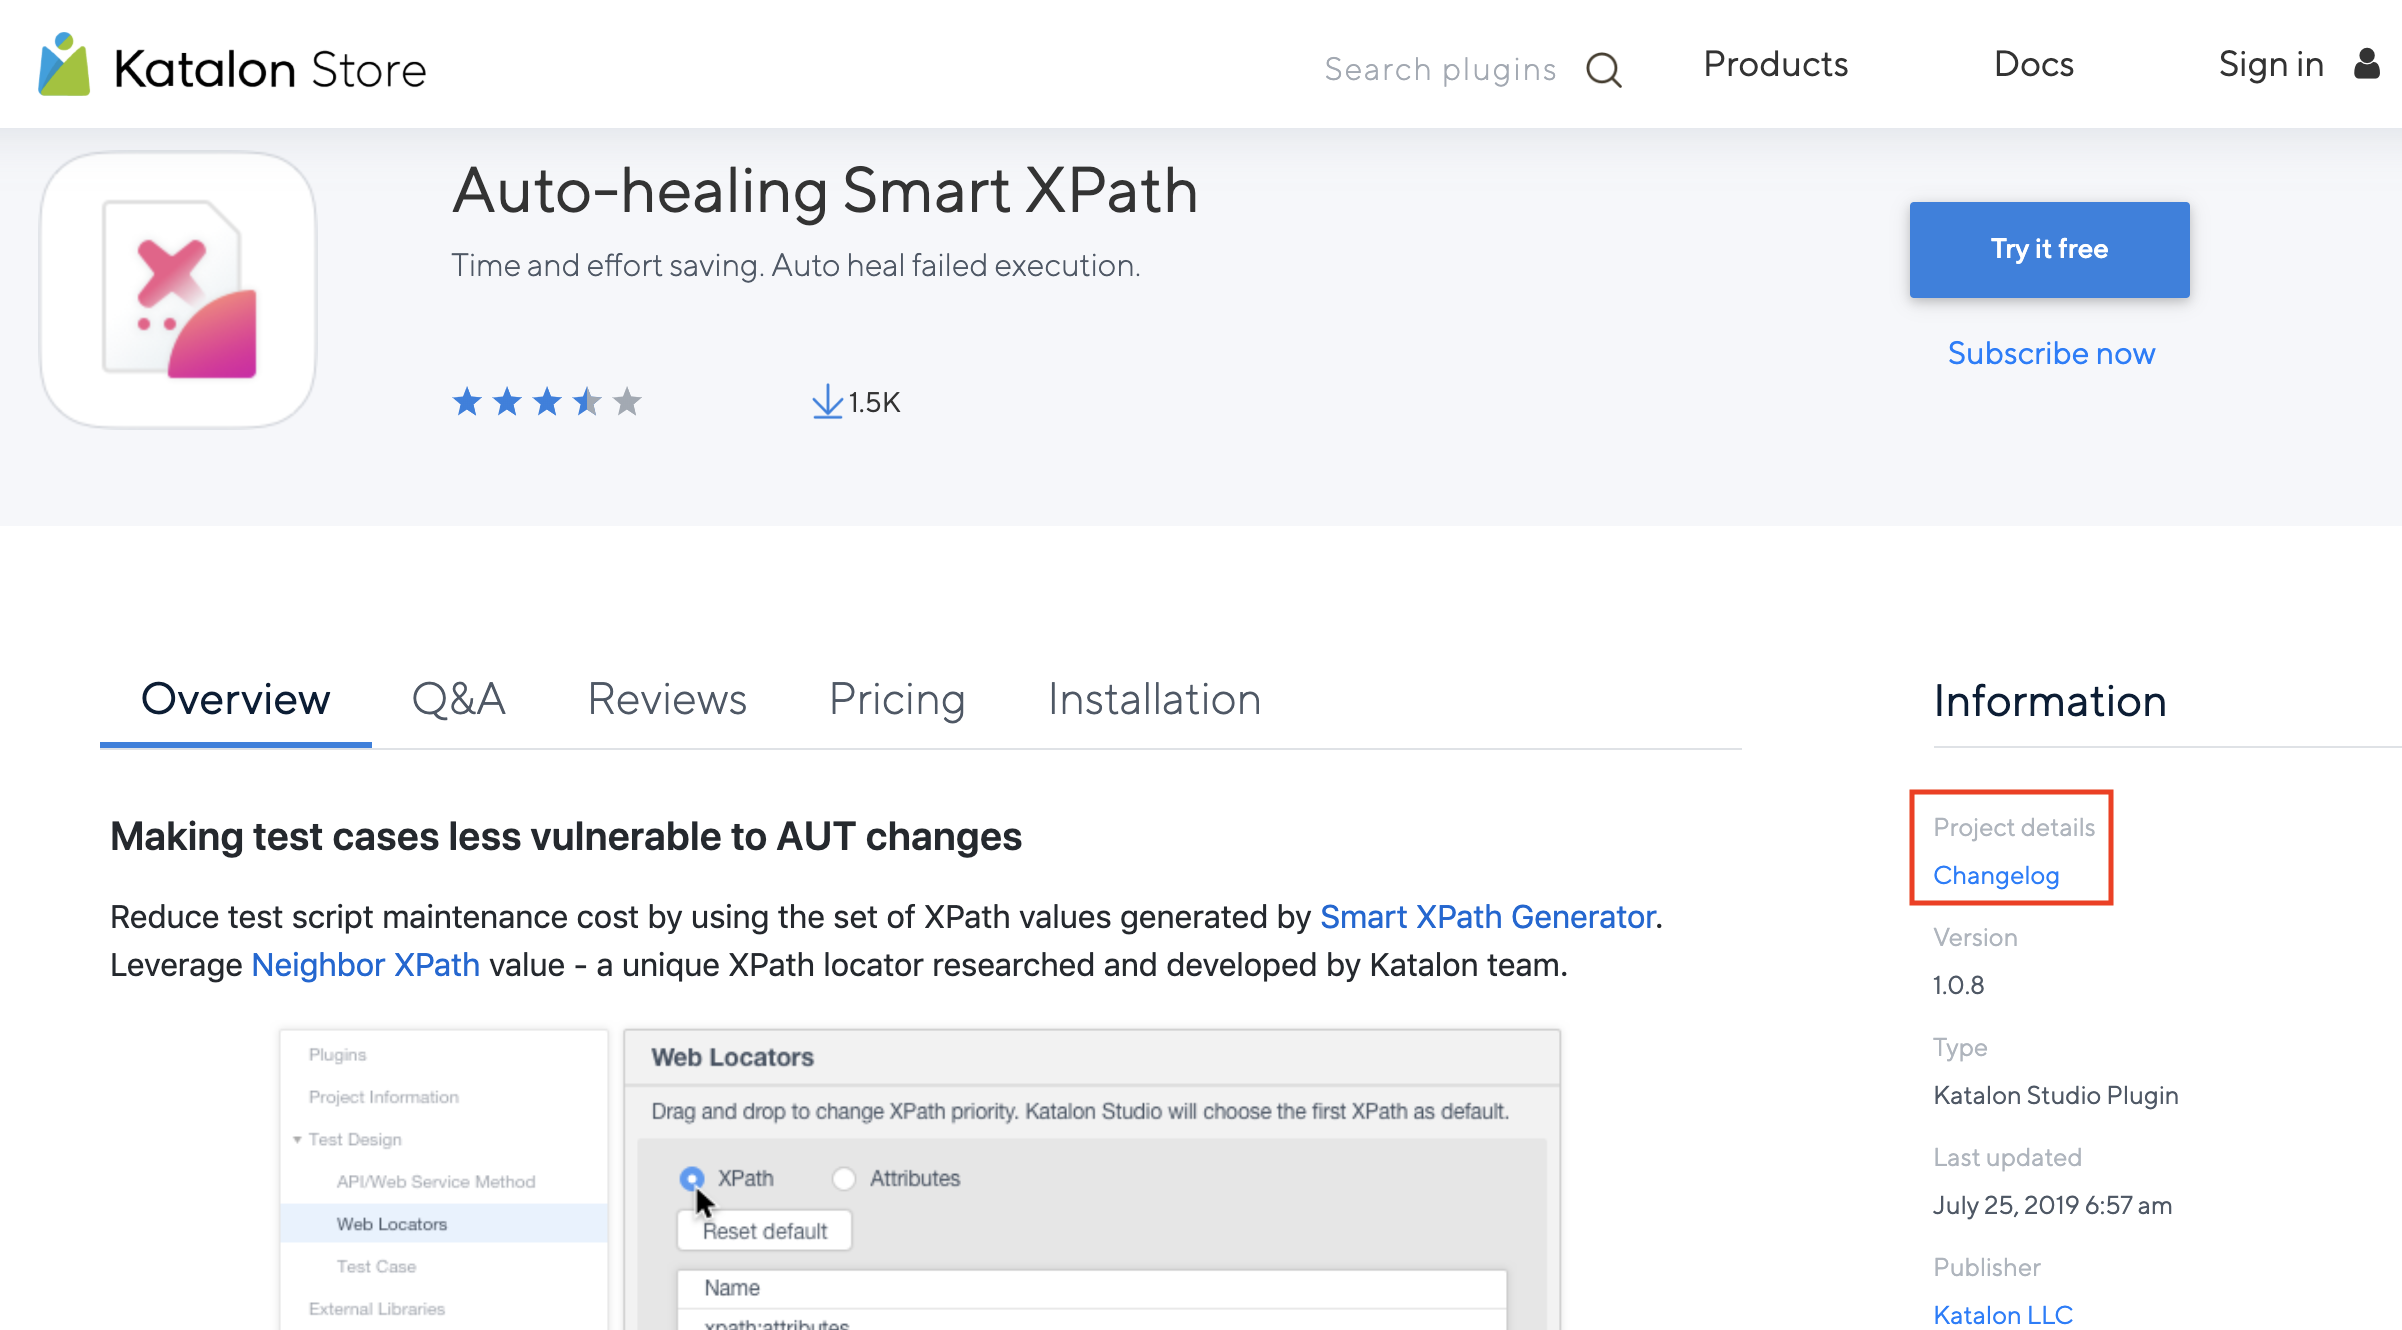 Katalon Store
Search plugins
Products
Docs
Sign in
Auto-healing Smart XPath
Time and effort saving. Auto heal failed execution.
1.5K
Try it free
Subscribe now
Overview
Q&A
Reviews
Pricing
Installation
Making test cases less vulnerable to AUT changes
Reduce test script maintenance cost by using the set of XPath values generated by Smart XPath Generator.
Leverage Neighbor XPath value - a unique XPath locator researched and developed by Katalon team.
Plugins
Project Information
Test Design
API/Web Service Method
Web Locators
Test Case
External Libraries
Web Locators
Drag and drop to change XPath priority. Katalon Studio will choose the first XPath as default.
XPath
Attributes
Reset default
Name
xpath:attributes
Information
Project details
Changelog
Version
1.0.8
Type
Katalon Studio Plugin
Last updated
July 25, 2019 6:57 am
Publisher
Katalon LLC